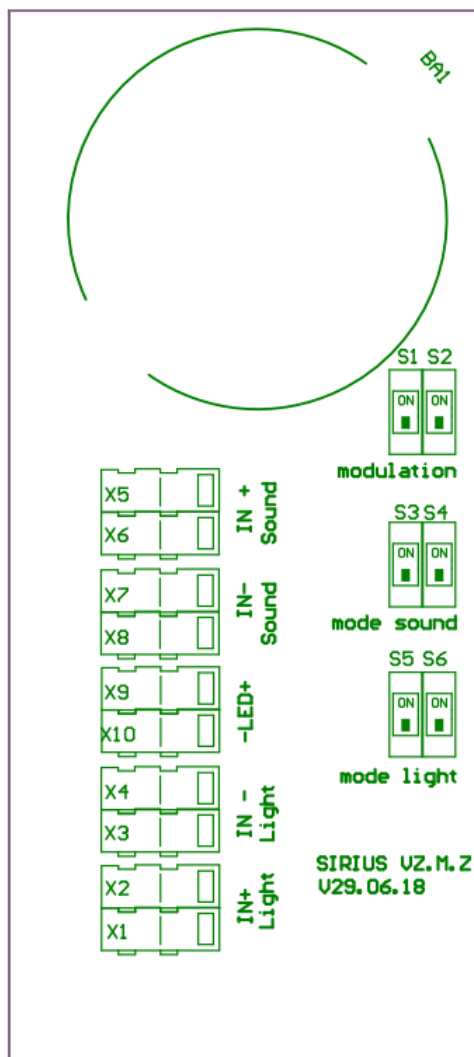 BA1
S1 S2
ON ON
modulation
X5
X6
IN +
Sound
S3 S4
ON ON
mode sound
X7
X8
IN-
Sound
S5 S6
ON ON
mode light
X9
X10
-LED+
X4
X3
IN -
Light
X2
X1
IN+
Light
SIRIUS VZ.M.Z
V29.06.18